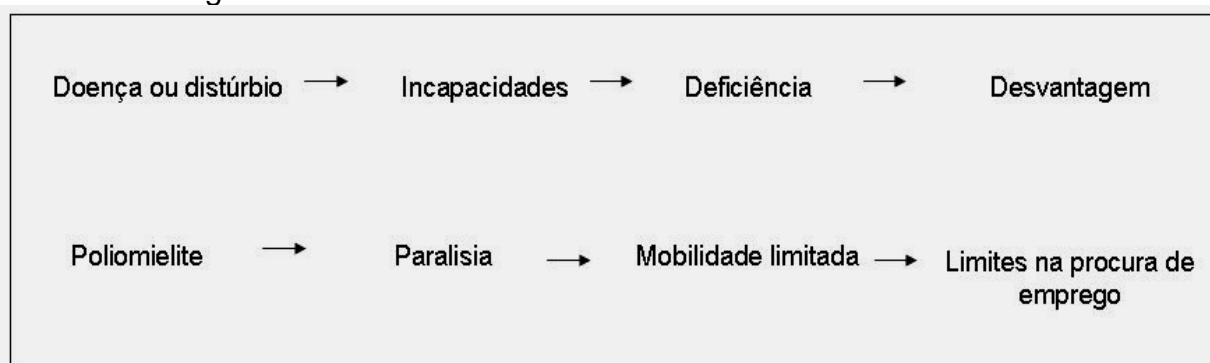 Doença ou distúrbio → Incapacidades → Deficiência → Desvantagem
Poliomielite → Paralisia → Mobilidade limitada → Limites na procura de
emprego